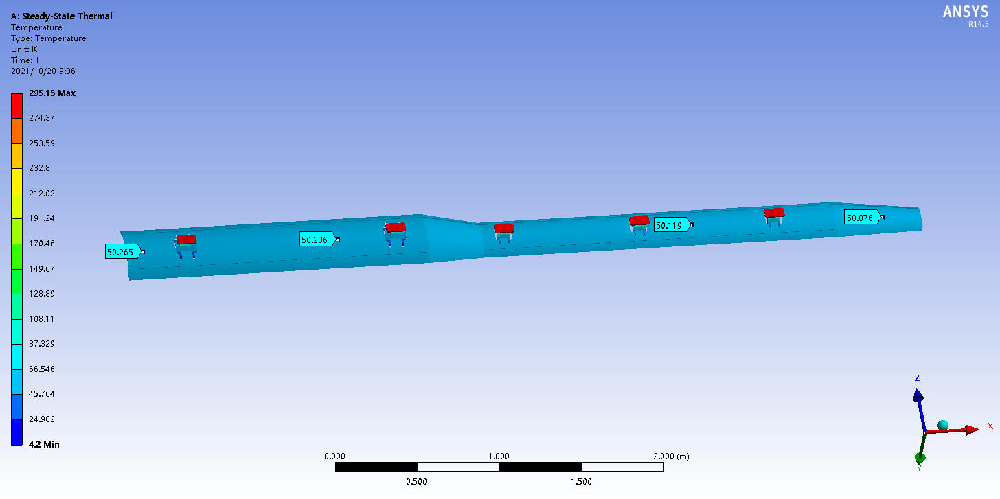 A: Steady-State Thermal
Temperature
Type: Temperature
Unit: K
Time: 1
2021/10/20 9:36
ANSYS
R14.5
295.15 Max
274.37
253.59
232.8
212.02
191.24
170.46
149.67
128.89
108.11
87.329
66.546
45.764
24.982
4.2 Min
50.265
50.236
50.119
50.076
0.000
1.000
2.000 (m)
0.500
1.500
Z
X
Y